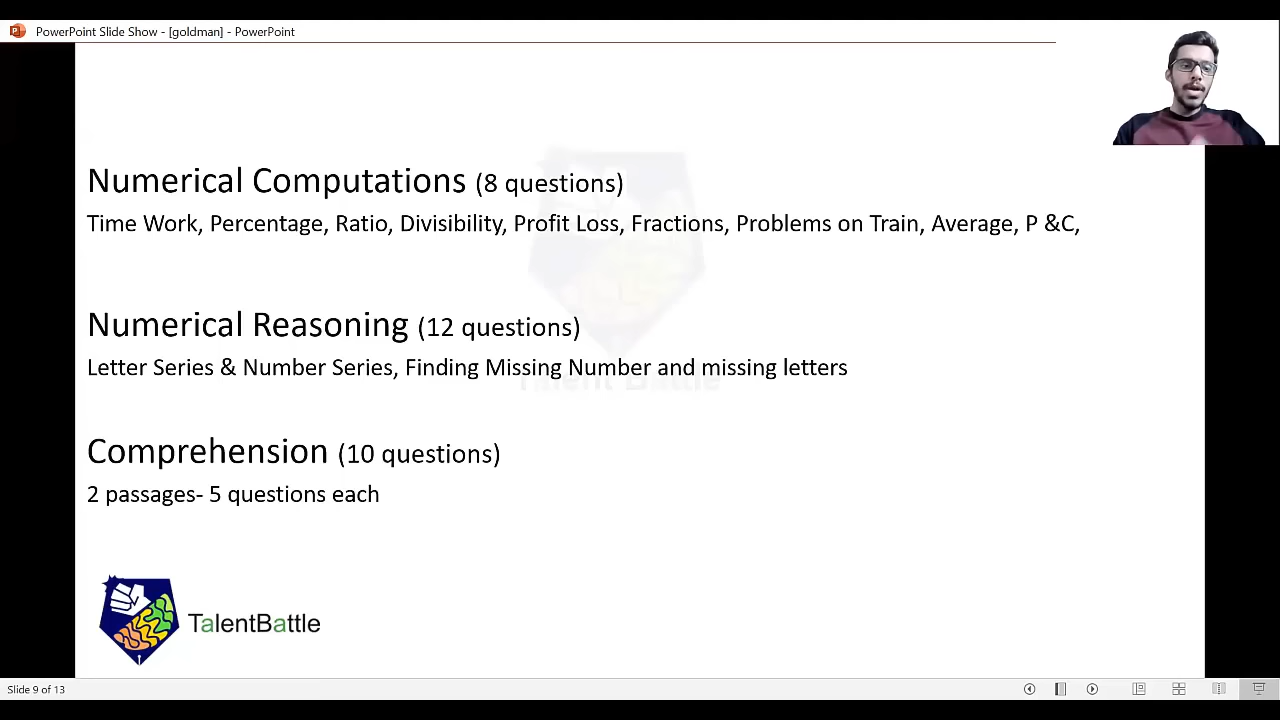 PowerPoint Slide Show - [goldman] - PowerPoint
Numerical Computations (8 questions)
Time Work, Percentage, Ratio, Divisibility, Profit Loss, Fractions, Problems on Train, Average, P &C,
Numerical Reasoning (12 questions)
Letter Series & Number Series, Finding Missing Number and missing letters
Talent Battle
Comprehension (10 questions)
2 passages- 5 questions each
TalentBattle
Slide 9 of 13